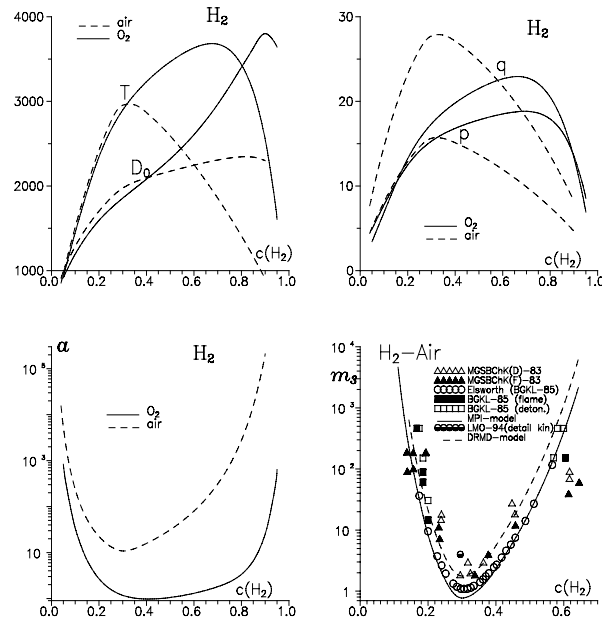 H₂
air
O₂
T
D₀
4000
3000
2000
1000
0.0 0.2 0.4 0.6 0.8 1.0
c(H₂)
H₂
q
p
O₂
air
30
20
10
0
0.0 0.2 0.4 0.6 0.8 1.0
c(H₂)
a
H₂
O₂
air
10⁵
10³
10
0.0 0.2 0.4 0.6 0.8 1.0
c(H₂)
H₂–Air
m₃
MGSBChK(D)–83
MGSBChK(F)–83
Elsworth (BGKL–85)
BGKL–85 (flame)
BGKL–85 (deton.)
MPI–model
LMO–94(detail kin)
DRMD–model
10⁴
10³
10²
10
1
0.0 0.2 0.4 0.6
c(H₂)